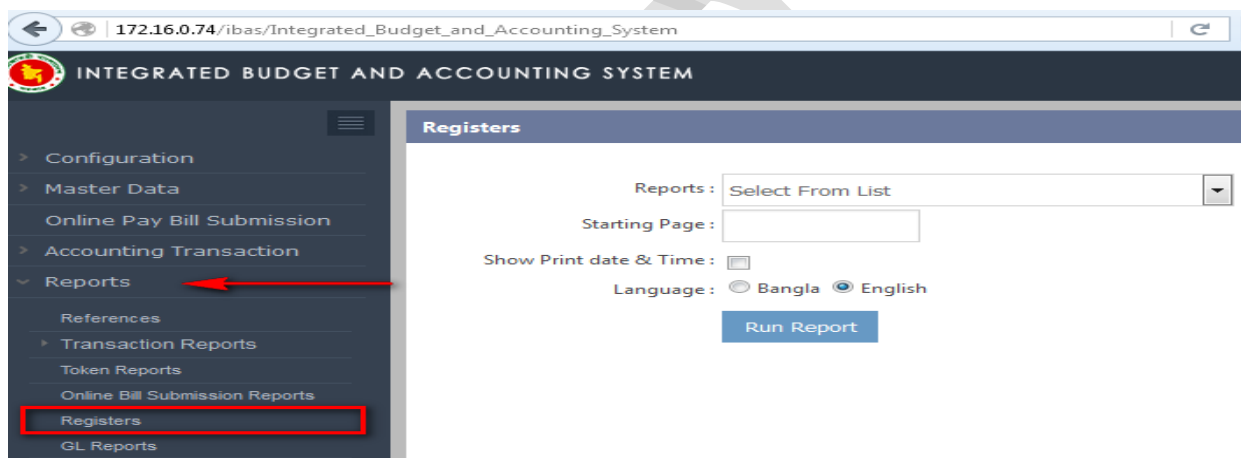 172.16.0.74/ibas/Integrated_Budget_and_Accounting_System
INTEGRATED BUDGET AND ACCOUNTING SYSTEM
Configuration
Master Data
Online Pay Bill Submission
Accounting Transaction
Reports
References
Transaction Reports
Token Reports
Online Bill Submission Reports
Registers
GL Reports
Registers
Reports : Select From List
Starting Page :
Show Print date & Time :
Language : Bangla English
Run Report